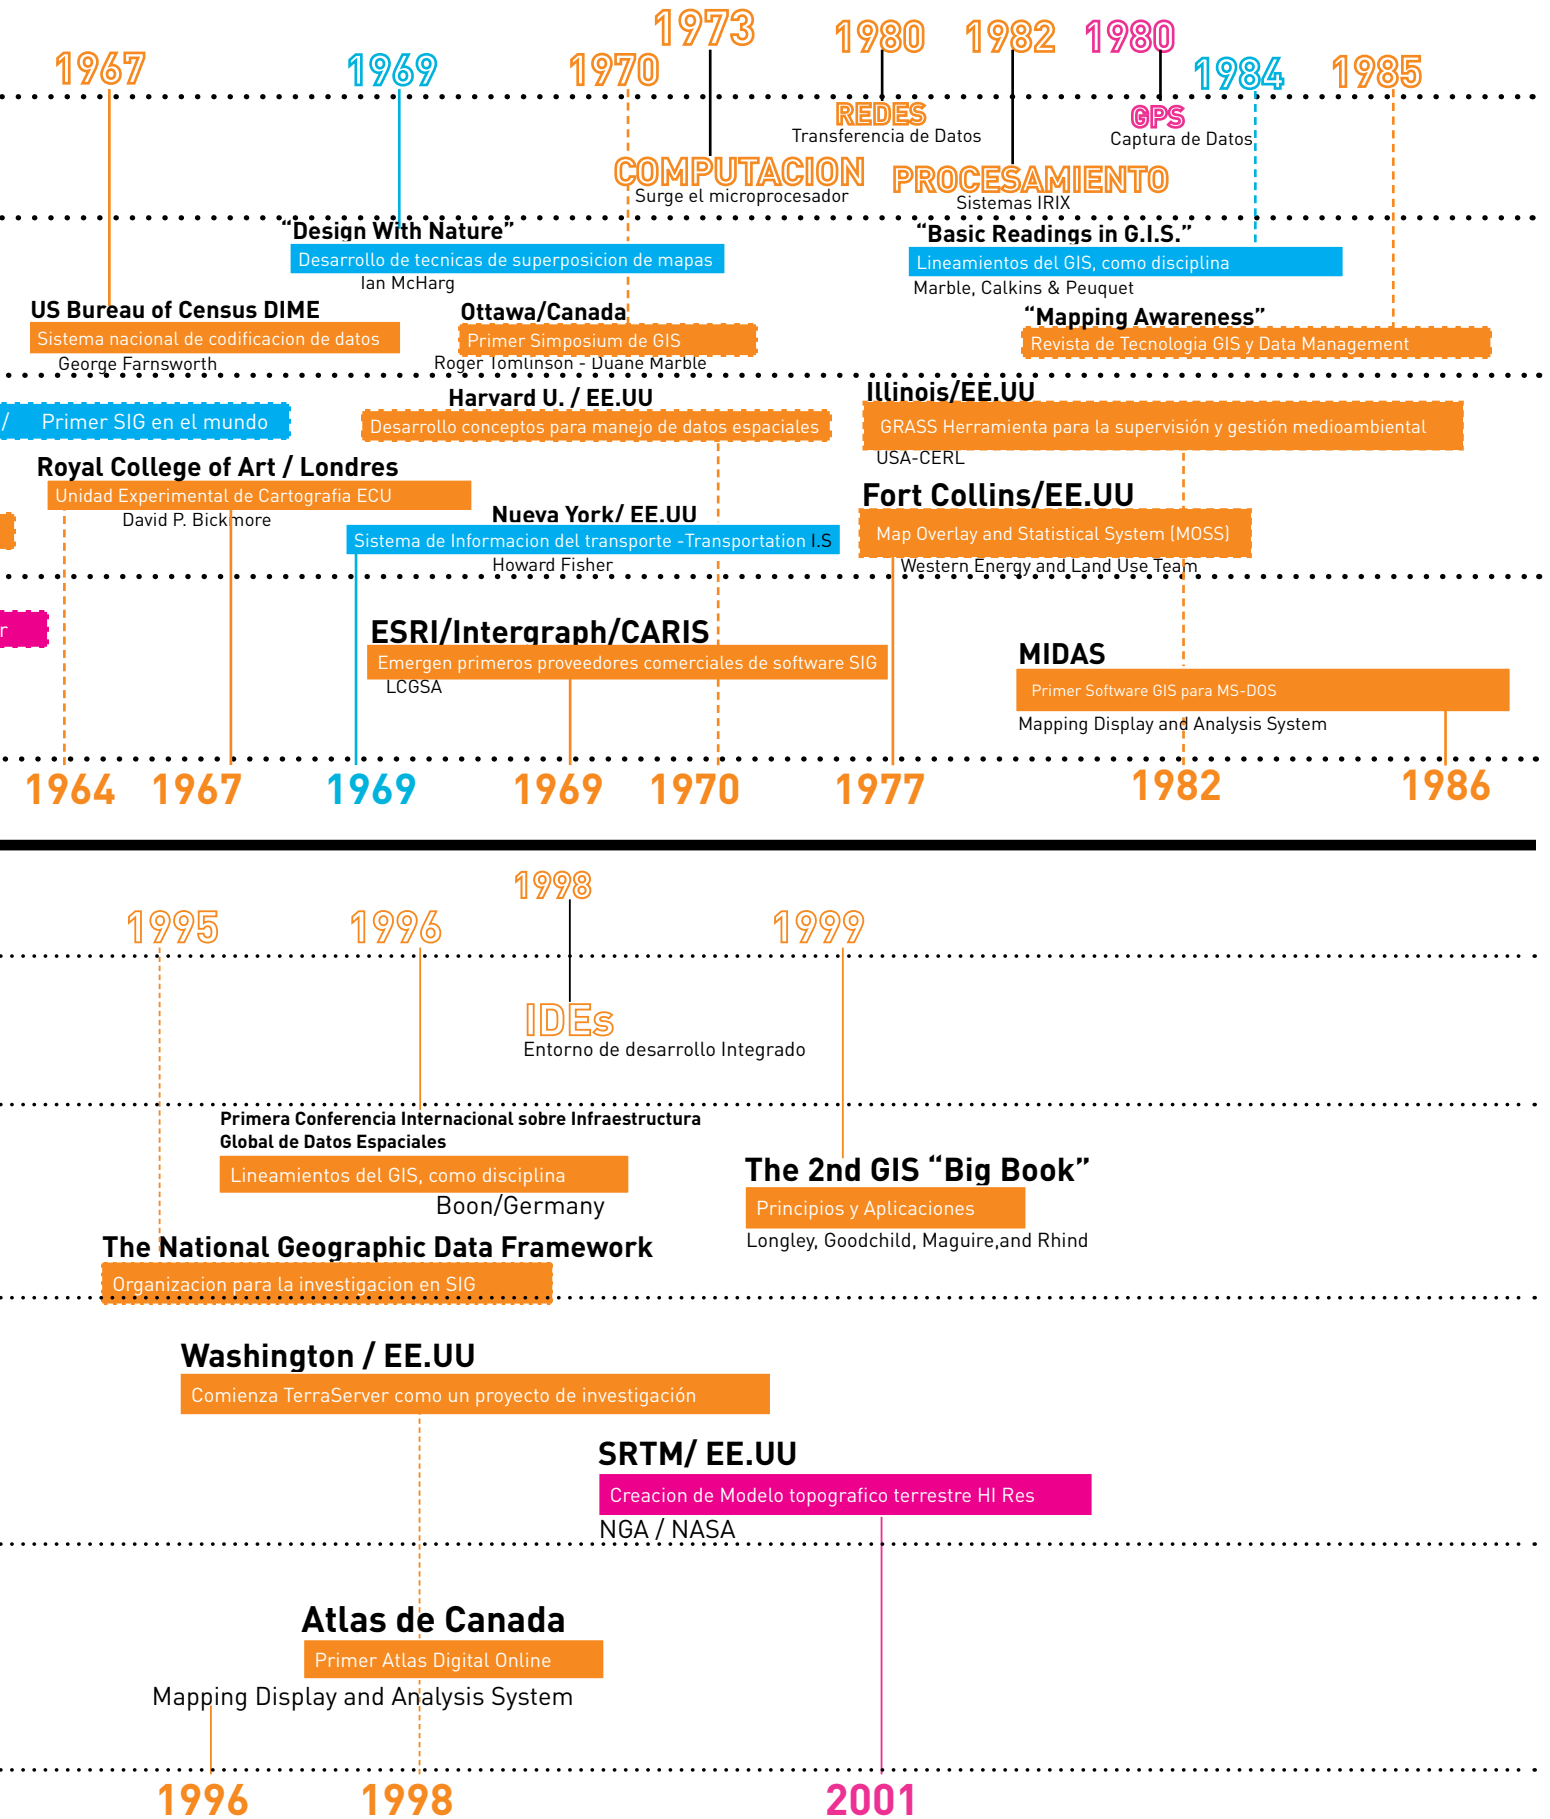 1973
1980
1982
1980
1967
1969
1970
1984
1985
REDES
Transferencia de Datos
GPS
Captura de Datos
COMPUTACION
Surge el microprocesador
PROCESAMIENTO
Sistemas IRIX
“Design With Nature”
Desarrollo de tecnicas de superposicion de mapas
Ian McHarg
“Basic Readings in G.I.S.”
Lineamientos del GIS, como disciplina
Marble, Calkins & Peuquet
US Bureau of Census DIME
Sistema nacional de codificacion de datos
George Farnsworth
Ottawa/Canada
Primer Simposium de GIS
Roger Tomlinson - Duane Marble
“Mapping Awareness”
Revista de Tecnologia GIS y Data Management
/ Primer SIG en el mundo
Harvard U. / EE.UU
Desarrollo conceptos para manejo de datos espaciales
Illinois/EE.UU
GRASS Herramienta para la supervisión y gestión medioambiental
USA-CERL
Royal College of Art / Londres
Unidad Experimental de Cartografia ECU
David P. Bickmore
Nueva York/ EE.UU
Sistema de Informacion del transporte -Transportation I.S
Howard Fisher
Fort Collins/EE.UU
Map Overlay and Statistical System (MOSS)
Western Energy and Land Use Team
r
ESRI/Intergraph/CARIS
Emergen primeros proveedores comerciales de software SIG
LCGSA
MIDAS
Primer Software GIS para MS-DOS
Mapping Display and Analysis System
1964
1967
1969
1969
1970
1977
1982
1986
1998
1995
1996
1999
IDEs
Entorno de desarrollo Integrado
Primera Conferencia Internacional sobre Infraestructura
Global de Datos Espaciales
Lineamientos del GIS, como disciplina
Boon/Germany
The 2nd GIS “Big Book”
Principios y Aplicaciones
Longley, Goodchild, Maguire,and Rhind
The National Geographic Data Framework
Organizacion para la investigacion en SIG
Washington / EE.UU
Comienza TerraServer como un proyecto de investigación
SRTM/ EE.UU
Creacion de Modelo topografico terrestre HI Res
NGA / NASA
Atlas de Canada
Primer Atlas Digital Online
Mapping Display and Analysis System
1996
1998
2001